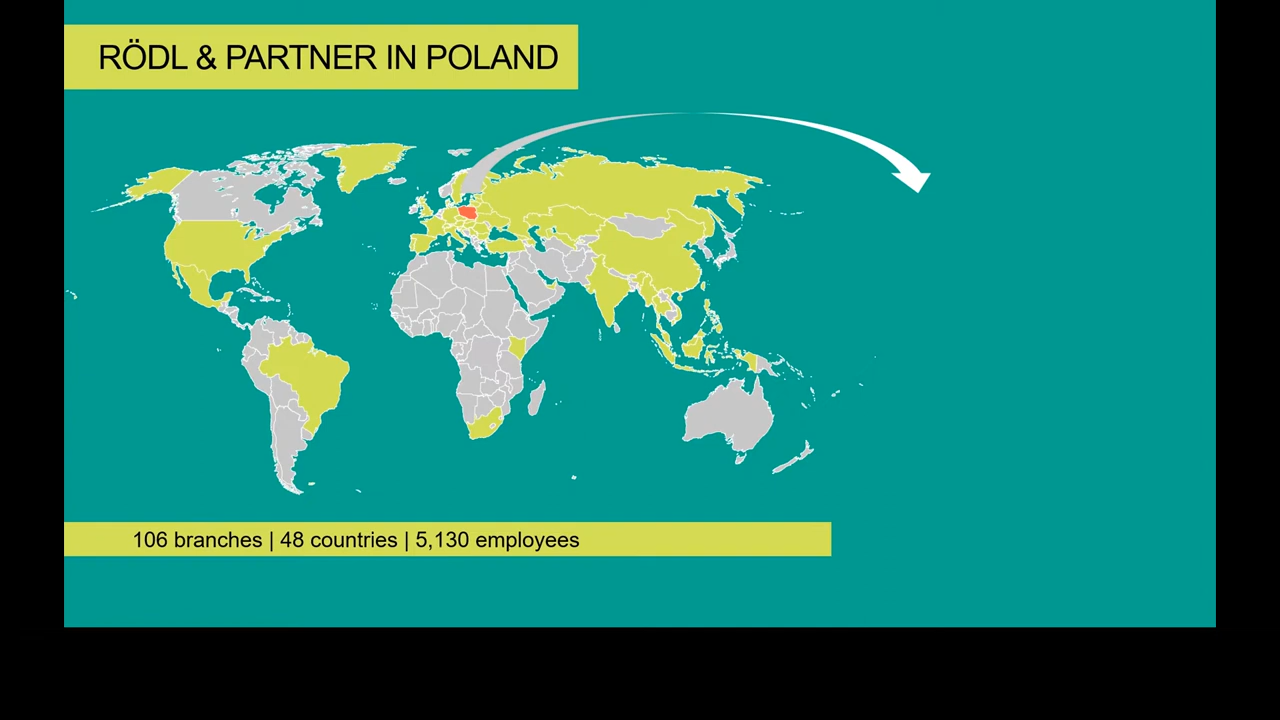 RÖDL & PARTNER IN POLAND
106 branches | 48 countries | 5,130 employees